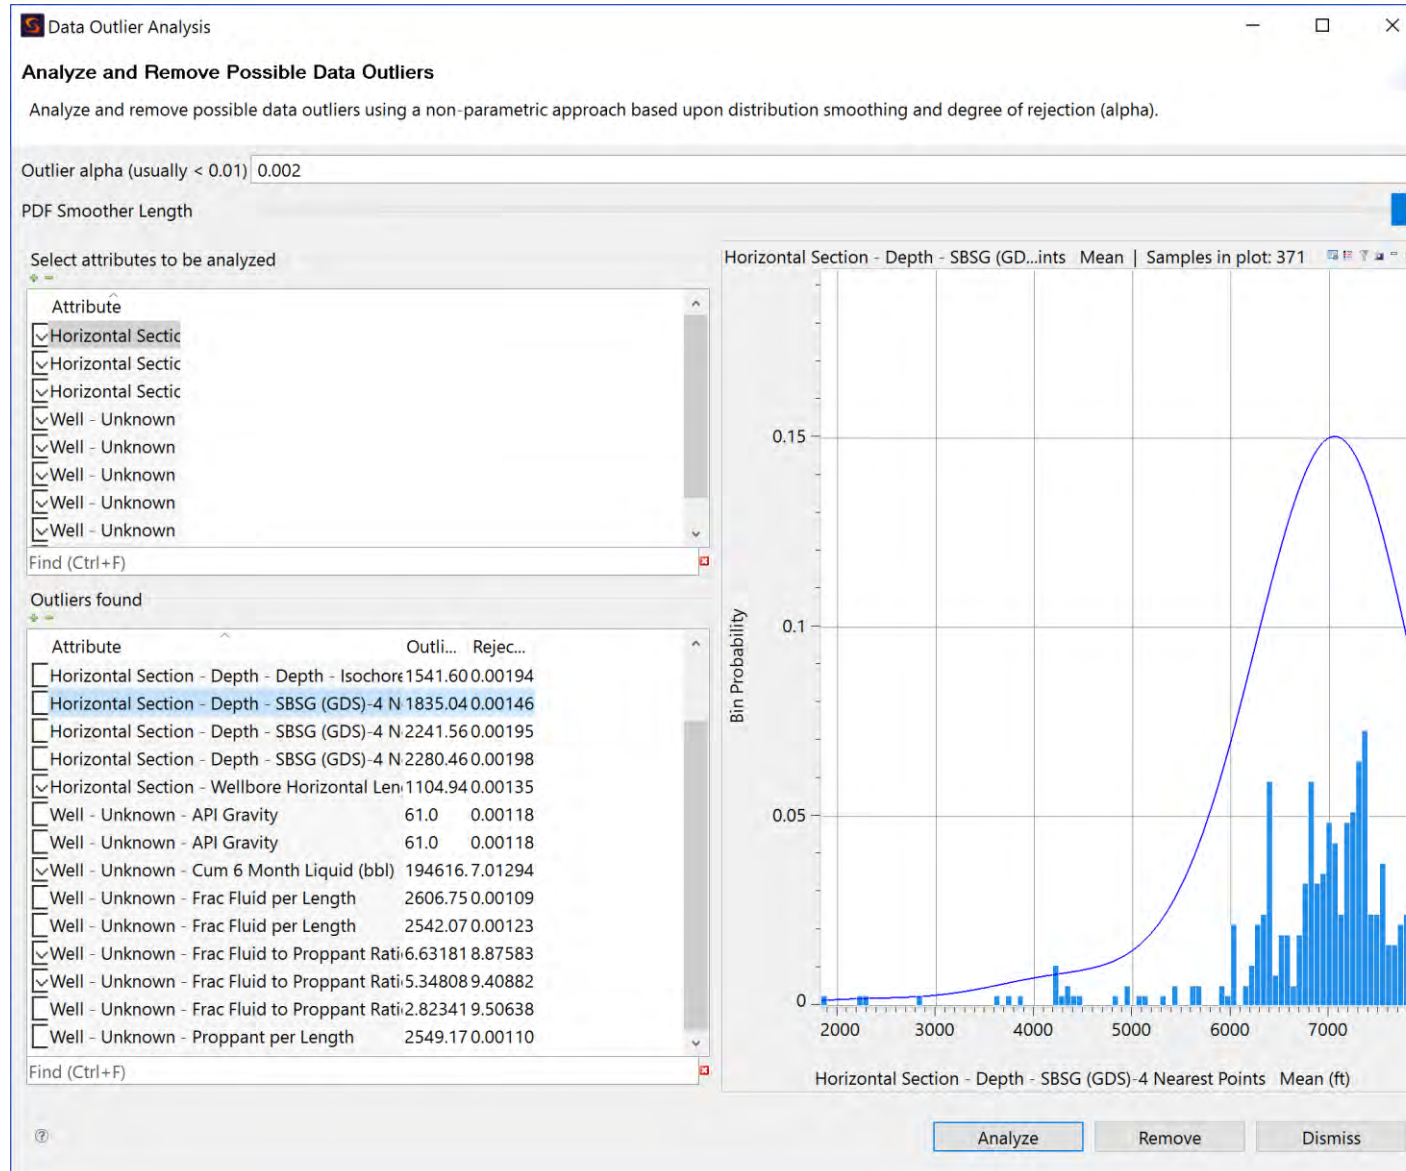 Data Outlier Analysis
Analyze and Remove Possible Data Outliers
Analyze and remove possible data outliers using a non-parametric approach based upon distribution smoothing and degree of rejection (alpha).
Outlier alpha (usually < 0.01) 0.002
PDF Smoother Length
Select attributes to be analyzed
Attribute
Horizontal Sectic
Horizontal Sectic
Horizontal Sectic
Well - Unknown
Well - Unknown
Well - Unknown
Well - Unknown
Well - Unknown
Find (Ctrl+F)
Outliers found
Attribute Outli... Rejec...
Horizontal Section - Depth - Depth - Isochore 1541.60 0.00194
Horizontal Section - Depth - SBSG (GDS)-4 N 1835.04 0.00146
Horizontal Section - Depth - SBSG (GDS)-4 N 2241.56 0.00195
Horizontal Section - Depth - SBSG (GDS)-4 N 2280.46 0.00198
Horizontal Section - Wellbore Horizontal Len 1104.94 0.00135
Well - Unknown - API Gravity 61.0 0.00118
Well - Unknown - API Gravity 61.0 0.00118
Well - Unknown - Cum 6 Month Liquid (bbl) 194616. 7.01294
Well - Unknown - Frac Fluid per Length 2606.75 0.00109
Well - Unknown - Frac Fluid per Length 2542.07 0.00123
Well - Unknown - Frac Fluid to Proppant Rati 6.63181 8.87583
Well - Unknown - Frac Fluid to Proppant Rati 5.34808 9.40882
Well - Unknown - Frac Fluid to Proppant Rati 2.82341 9.50638
Well - Unknown - Proppant per Length 2549.17 0.00110
Find (Ctrl+F)
Horizontal Section - Depth - SBSG (GD...ints Mean | Samples in plot: 371
Bin Probability
0.15
0.1
0.05
0
2000 3000 4000 5000 6000 7000
Horizontal Section - Depth - SBSG (GDS)-4 Nearest Points Mean (ft)
Analyze Remove Dismiss